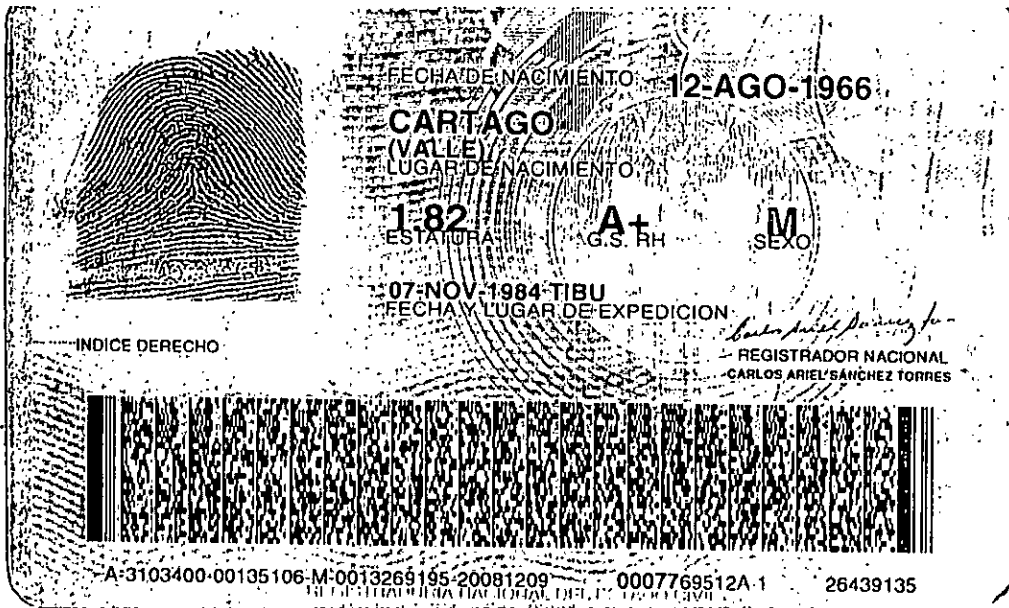 FECHA DE NACIMIENTO 12-AGO-1966
CARTAGO
(VALLE)
LUGAR DE NACIMIENTO
1.82 A+ M
ESTATURA G.S. RH SEXO
07-NOV-1984 TIBU
FECHA Y LUGAR DE EXPEDICION
INDICE DERECHO
REGISTRADOR NACIONAL
CARLOS ARIEL SÁNCHEZ TORRES
A-3103400-00135106-M-0013269195-20081209 0007769512A 1 26439135